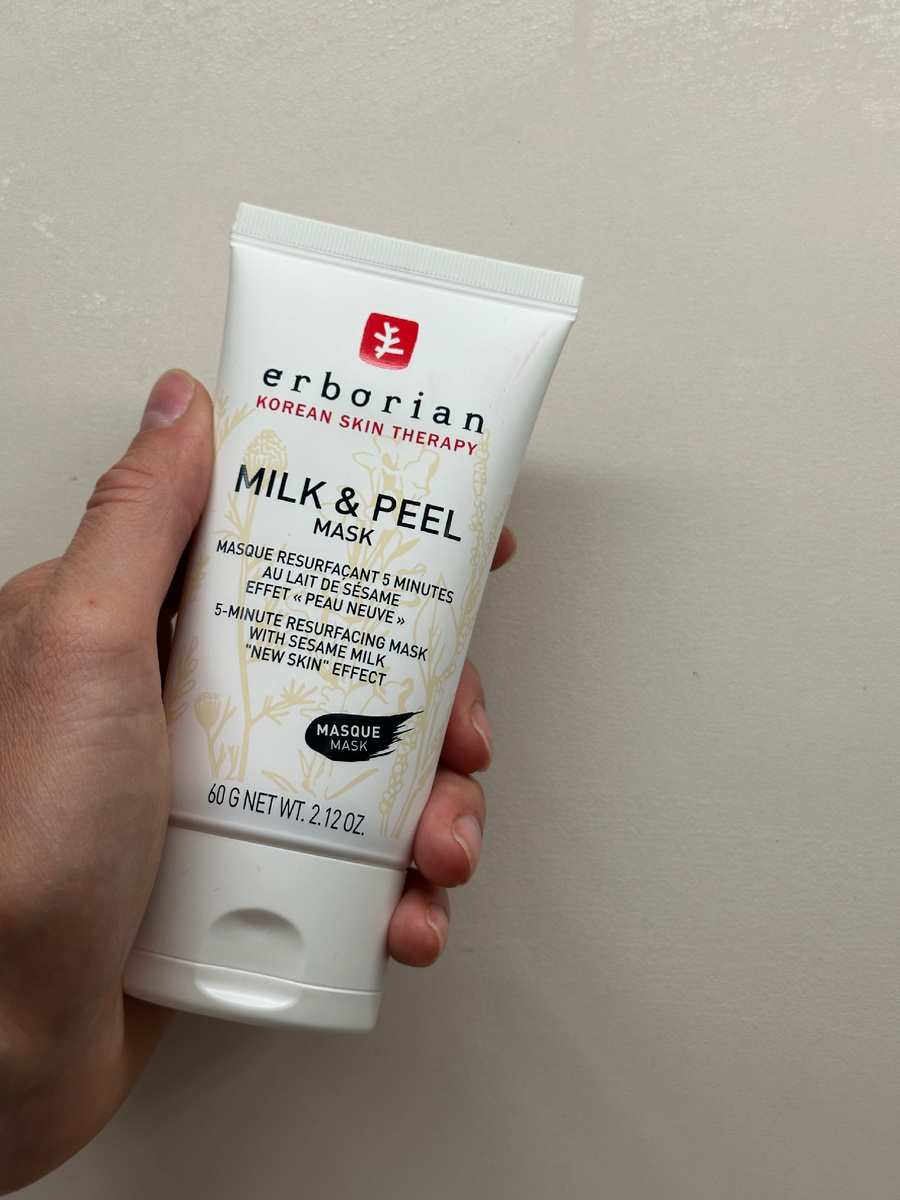 erborian
KOREAN SKIN THERAPY
MILK & PEEL
MASK
MASQUE RESURFAÇANT 5 MINUTES
AU LAIT DE SÉSAME
EFFET « PEAU NEUVE »
5-MINUTE RESURFACING MASK
WITH SESAME MILK
"NEW SKIN" EFFECT
MASQUE
MASK
60 G NET WT. 2.12 OZ.